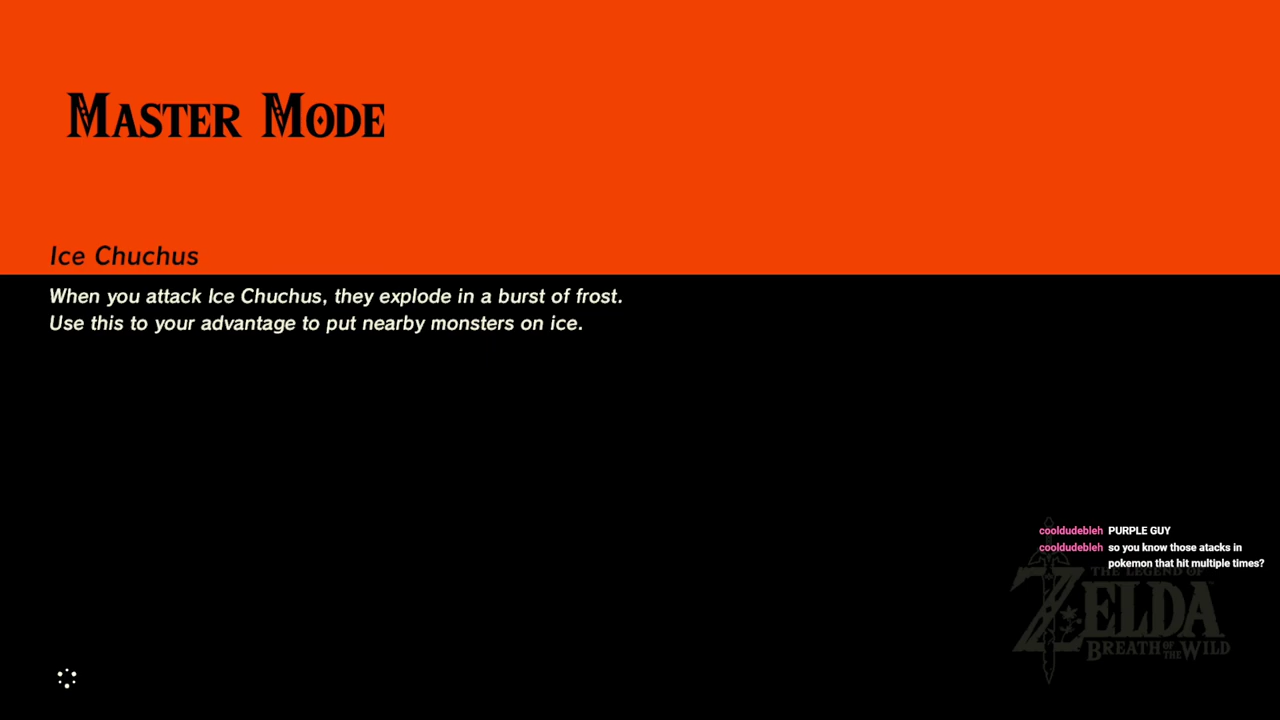 Master Mode
Ice Chuchus
When you attack Ice Chuchus, they explode in a burst of frost.
Use this to your advantage to put nearby monsters on ice.
cooldudebleh PURPLE GUY
cooldudebleh so you know those atacks in
pokemon that hit multiple times?
THE LEGEND OF
ZELDA
BREATH OF THE WILD